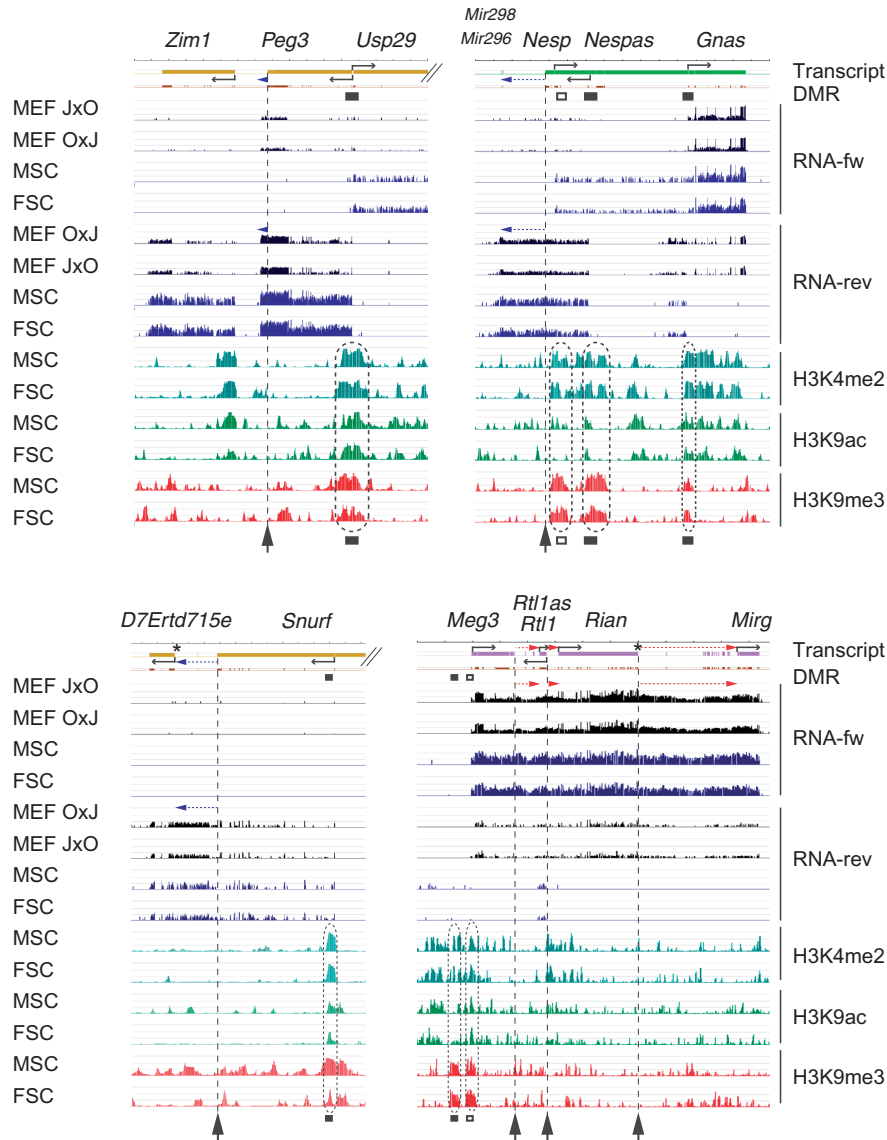 Mir298
Mir296
Zim1 Peg3 Usp29 Nesp Nespas Gnas
Transcript
DMR
MEF JxO
MEF OxJ
MSC
FSC
RNA-fw
MEF OxJ
MEF JxO
MSC
FSC
RNA-rev
MSC
FSC
H3K4me2
MSC
FSC
H3K9ac
MSC
FSC
H3K9me3
D7Ertd715e Snurf Meg3 Rtl1as Rtl1 Rian Mirg
* *
Transcript
DMR
MEF JxO
MEF OxJ
MSC
FSC
RNA-fw
MEF OxJ
MEF JxO
MSC
FSC
RNA-rev
MSC
FSC
H3K4me2
MSC
FSC
H3K9ac
MSC
FSC
H3K9me3